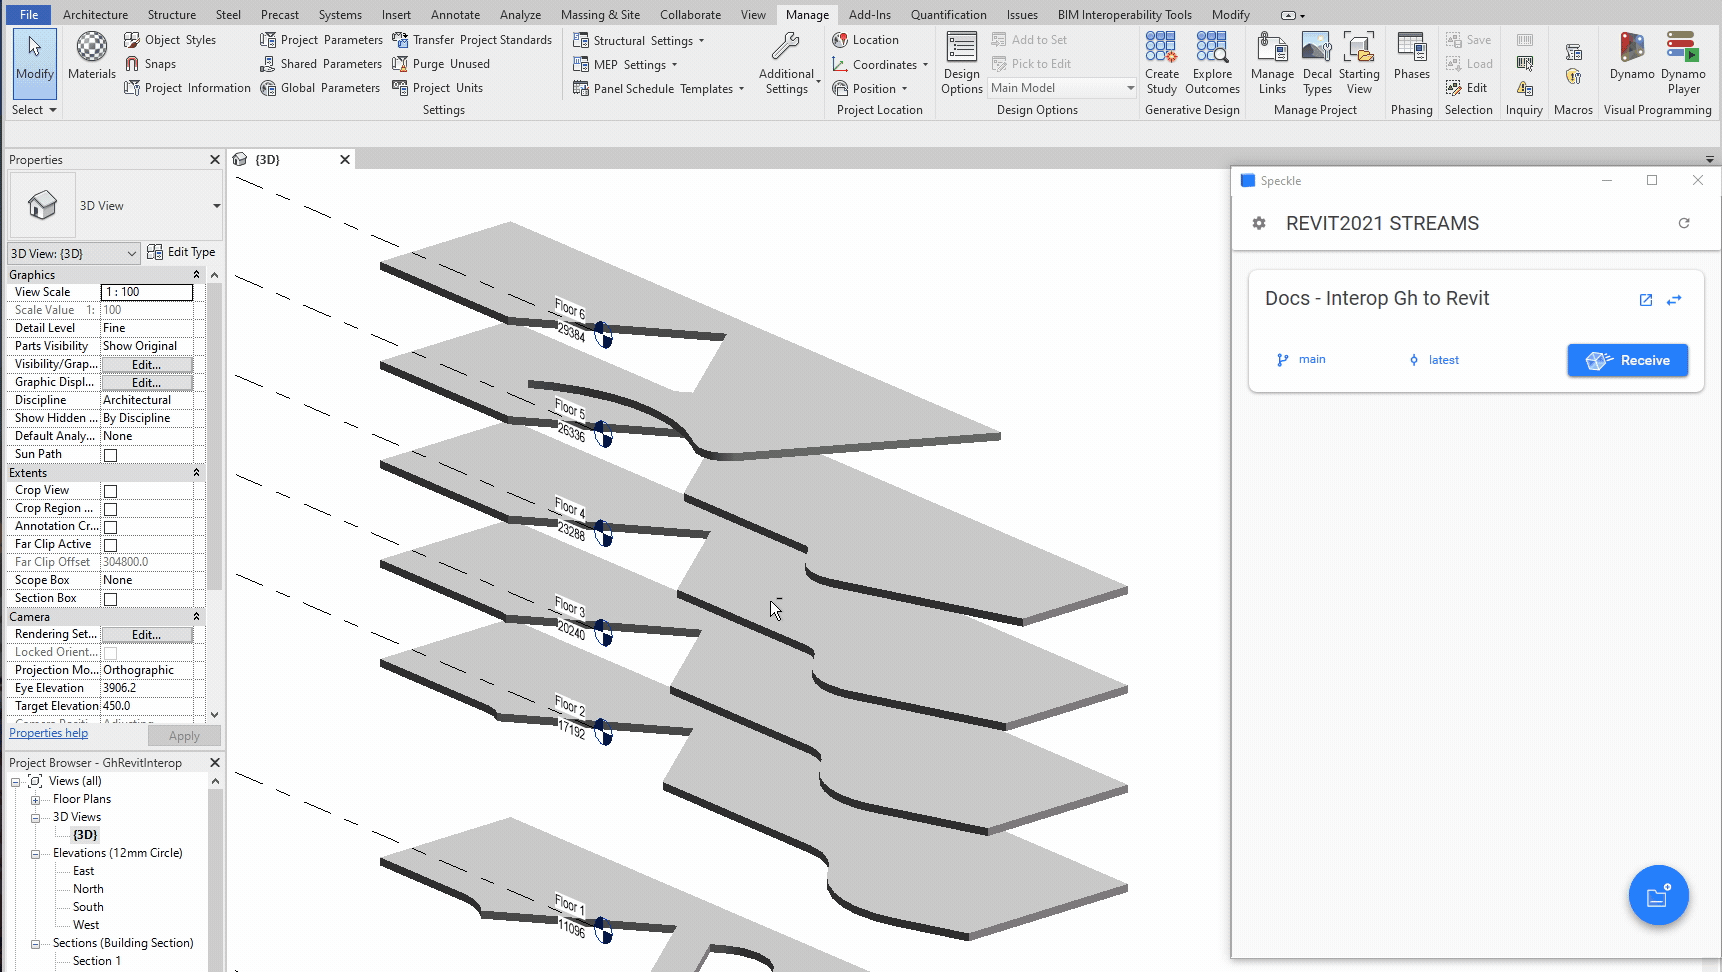 File Architecture Structure Steel Precast Systems Insert Annotate Analyze Massing & Site Collaborate View Manage Add-Ins Quantification Issues BIM Interoperability Tools Modify
Modify
Select
Materials
Object Styles
Snaps
Project Information
Project Parameters
Shared Parameters
Global Parameters
Transfer Project Standards
Purge Unused
Project Units
Settings
Structural Settings
MEP Settings
Panel Schedule Templates
Additional Settings
Location
Coordinates
Position
Project Location
Design Options
Add to Set
Pick to Edit
Main Model
Design Options
Create Study
Explore Outcomes
Generative Design
Manage Links
Decal Types
Starting View
Manage Project
Phases
Phasing
Save
Load
Edit
Selection
Inquiry
Macros
Dynamo
Dynamo Player
Visual Programming
Properties
3D View
3D View: {3D} Edit Type
Graphics
View Scale 1 : 100
Scale Value 1: 100
Detail Level Fine
Parts Visibility Show Original
Visibility/Grap... Edit...
Graphic Displ... Edit...
Discipline Architectural
Show Hidden ... By Discipline
Default Analy... None
Sun Path
Extents
Crop View
Crop Region ...
Annotation Cr...
Far Clip Active
Far Clip Offset 304800.0
Scope Box None
Section Box
Camera
Rendering Set... Edit...
Locked Orient...
Projection Mo... Orthographic
Eye Elevation 3906.2
Target Elevation 450.0
Properties help Apply
Project Browser - GhRevitInterop
Views (all)
Floor Plans
3D Views
{3D}
Elevations (12mm Circle)
East
North
South
West
Sections (Building Section)
Section 1
{3D}
Floor 6
29384
Floor 5
26336
Floor 4
23288
Floor 3
20240
Floor 2
17192
Floor 1
11096
Speckle
REVIT2021 STREAMS
Docs - Interop Gh to Revit
main latest Receive